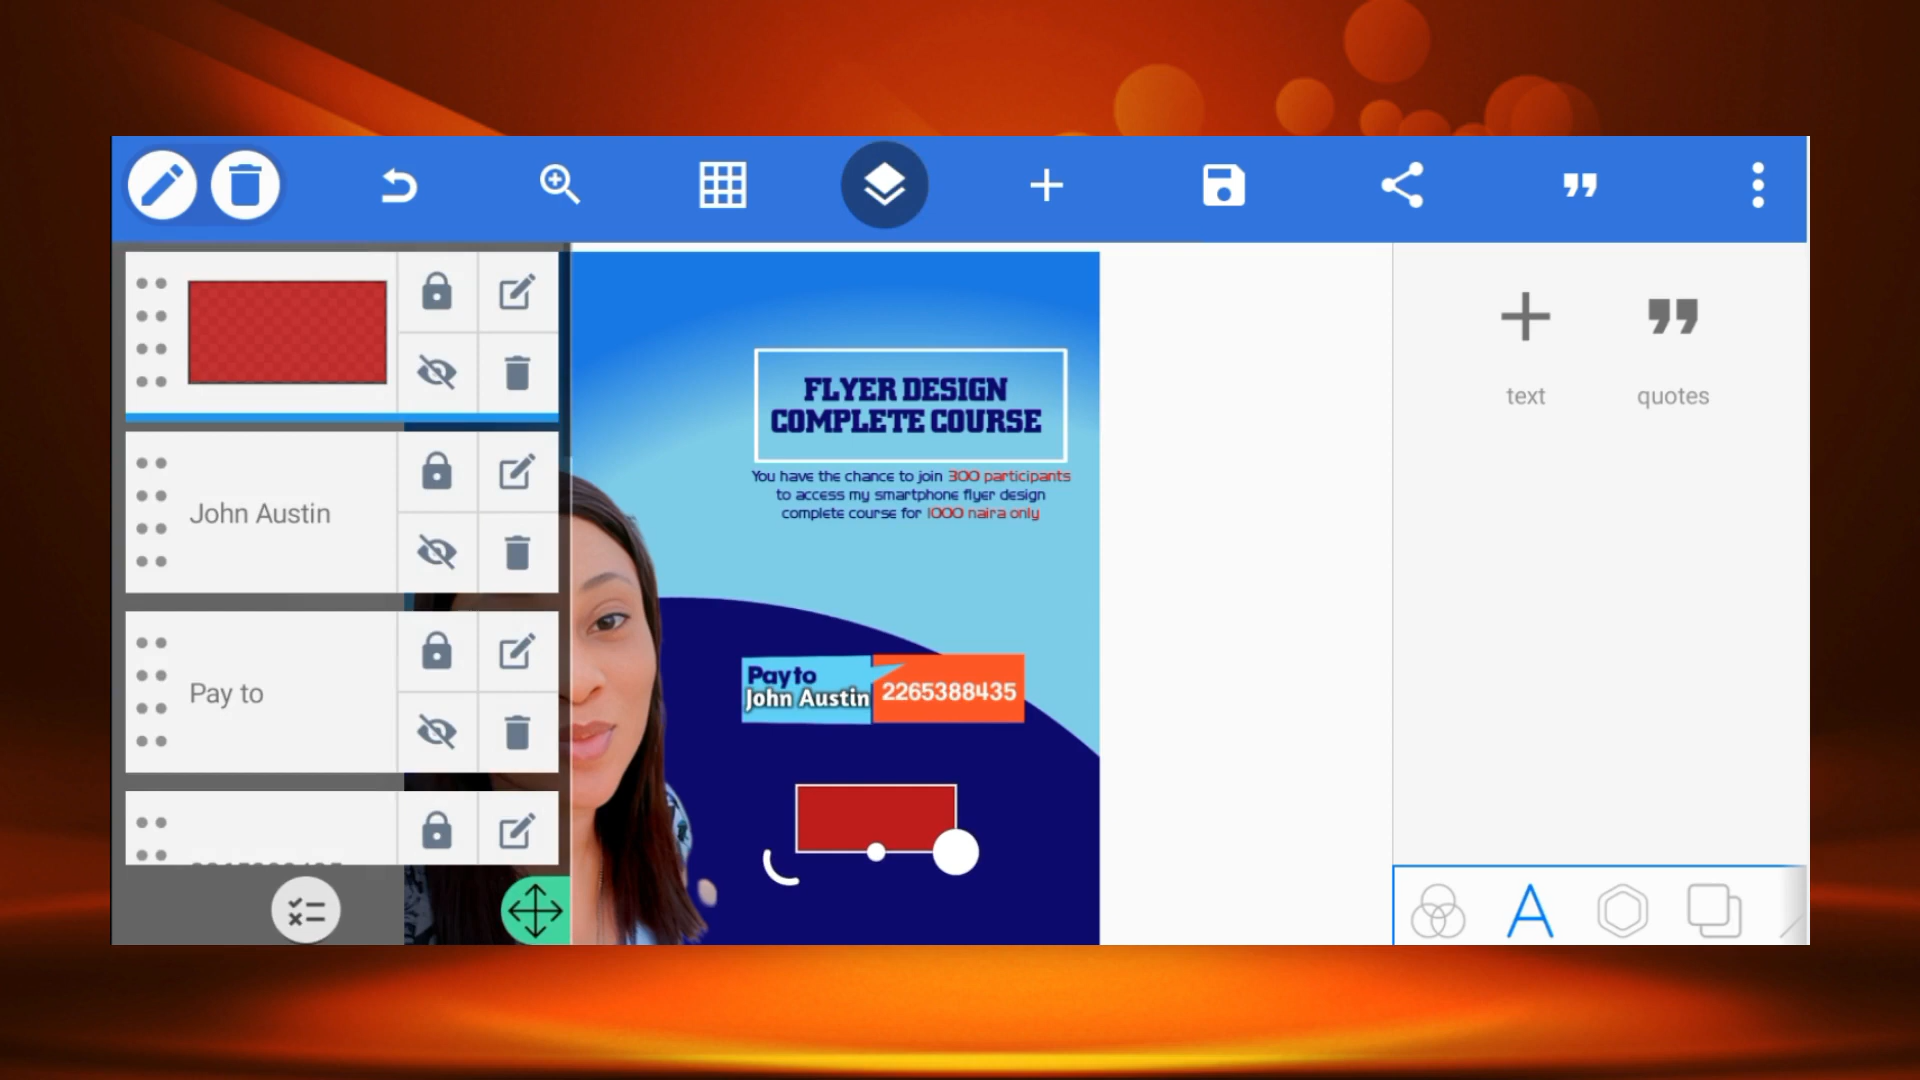 John Austin
Pay to
FLYER DESIGN
COMPLETE COURSE
You have the chance to join 300 participants
to access my smartphone flyer design
complete course for 1000 naira only
Pay to
John Austin
2265388435
text
quotes